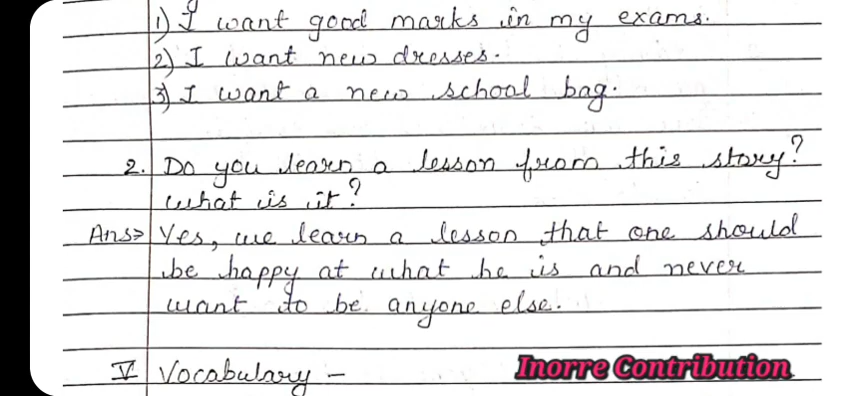 1) I want good marks in my exams.
2) I want new dresses.
3) I want a new school bag.
2. Do you learn a lesson from this story?
what is it?
Ans⇒ Yes, we learn a lesson that one should
be happy at what he is and never
want to be anyone else.
V Vocabulary – Inorre Contribution